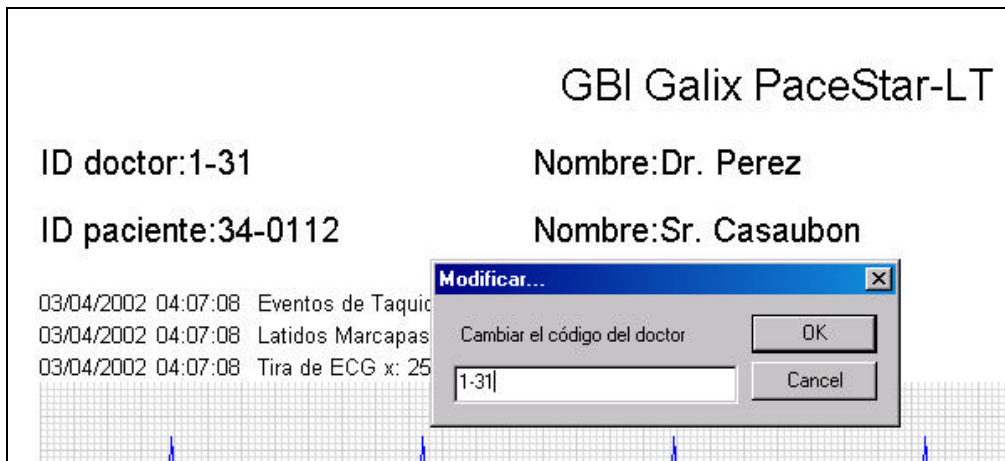 GBI Galix PaceStar-LT
ID doctor:1-31 Nombre:Dr. Perez
ID paciente:34-0112 Nombre:Sr. Casaubon
03/04/2002 04:07:08 Eventos de Taquic
03/04/2002 04:07:08 Latidos Marcapas
03/04/2002 04:07:08 Tira de ECG x: 25
Modificar...
Cambiar el código del doctor
OK
1-31
Cancel